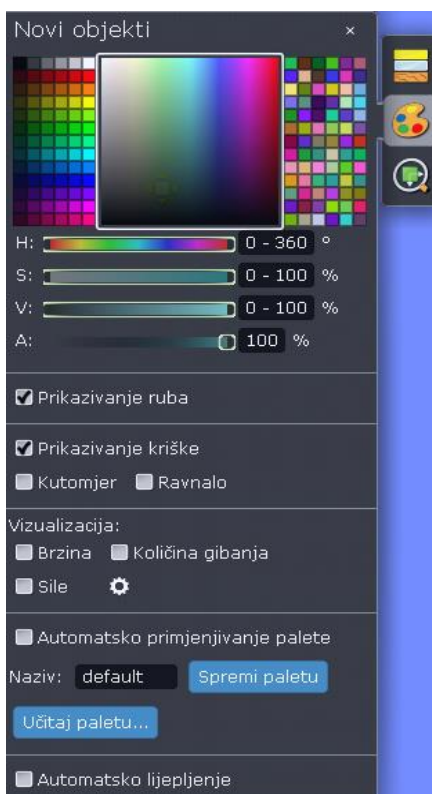 Novi objekti ×
H: 0 - 360 °
S: 0 - 100 %
V: 0 - 100 %
A: 100 %
Prikazivanje ruba
Prikazivanje kriške
Kutomjer Ravnalo
Vizualizacija:
Brzina Količina gibanja
Sile
Automatsko primjenjivanje palete
Naziv: default Spremi paletu
Učitaj paletu...
Automatsko lijepljenje